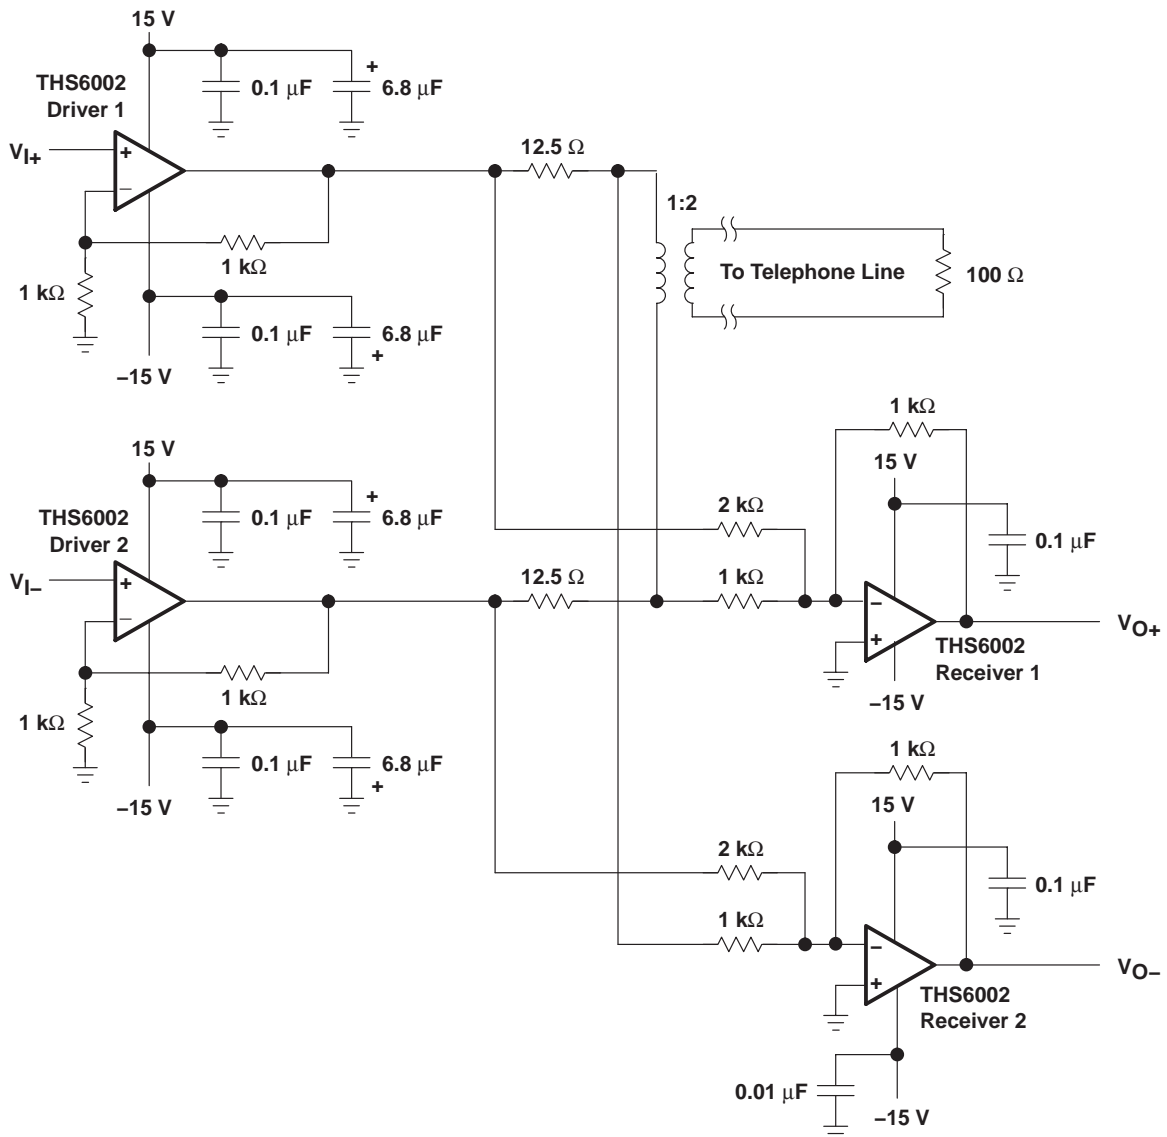 15 V
THS6002
Driver 1
0.1 μF
+
6.8 μF
V_I+
+
−
12.5 Ω
1:2
1 kΩ
1 kΩ
To Telephone Line
100 Ω
0.1 μF
6.8 μF
+
–15 V
1 kΩ
15 V
15 V
THS6002
Driver 2
0.1 μF
+
6.8 μF
2 kΩ
0.1 μF
V_I–
+
−
12.5 Ω
1 kΩ
−
+
V_O+
THS6002
Receiver 1
1 kΩ
–15 V
1 kΩ
0.1 μF
6.8 μF
+
–15 V
1 kΩ
15 V
2 kΩ
0.1 μF
1 kΩ
−
+
V_O–
THS6002
Receiver 2
0.01 μF
–15 V